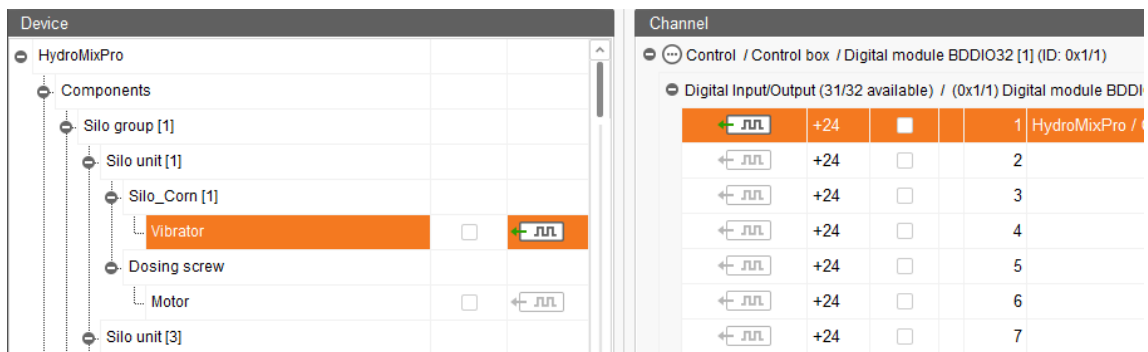 Device
HydroMixPro
Components
Silo group [1]
Silo unit [1]
Silo_Corn [1]
Vibrator
Dosing screw
Motor
Silo unit [3]
Channel
Control / Control box / Digital module BDDIO32 [1] (ID: 0x1/1)
Digital Input/Output (31/32 available) / (0x1/1) Digital module BDDI
+24 1 HydroMixPro /
+24 2
+24 3
+24 4
+24 5
+24 6
+24 7